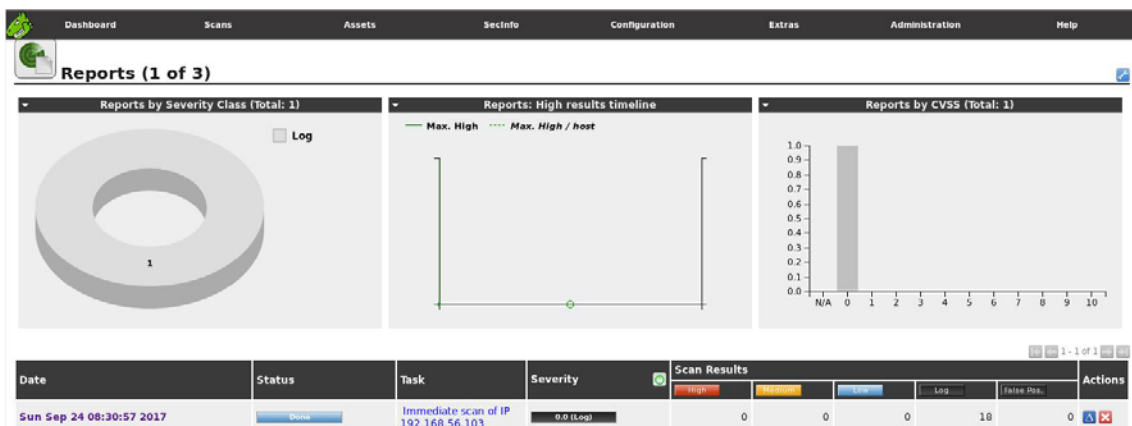 Dashboard Scans Assets SecInfo Configuration Extras Administration Help
Reports (1 of 3)
Reports by Severity Class (Total: 1)
Log
1
Reports: High results timeline
Max. High Max. High / host
Reports by CVSS (Total: 1)
1.0
0.9
0.8
0.7
0.6
0.5
0.4
0.3
0.2
0.1
0.0
N/A 0 1 2 3 4 5 6 7 8 9 10
1 - 1 of 1
Date Status Task Severity Scan Results Actions
High Medium Low Log False Pos.
Sun Sep 24 08:30:57 2017 Done Immediate scan of IP 0.0 (Log) 0 0 0 18 0
192.168.56.103